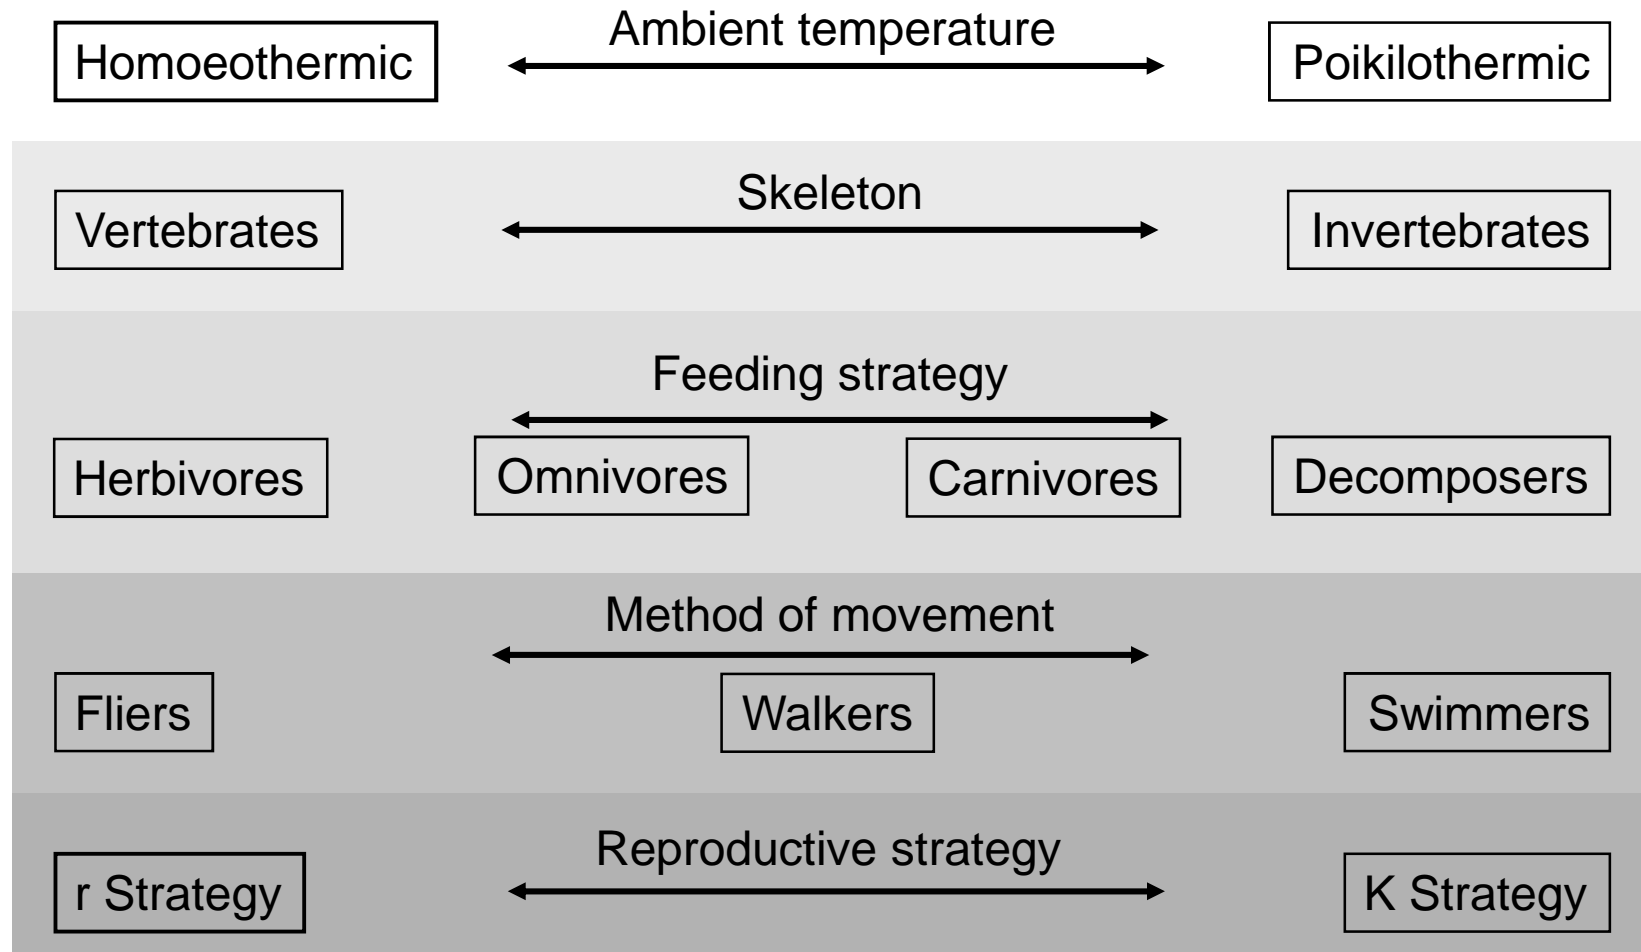 Ambient temperature
Homoeothermic
Poikilothermic
Skeleton
Vertebrates
Invertebrates
Feeding strategy
Herbivores
Omnivores
Carnivores
Decomposers
Method of movement
Fliers
Walkers
Swimmers
Reproductive strategy
r Strategy
K Strategy